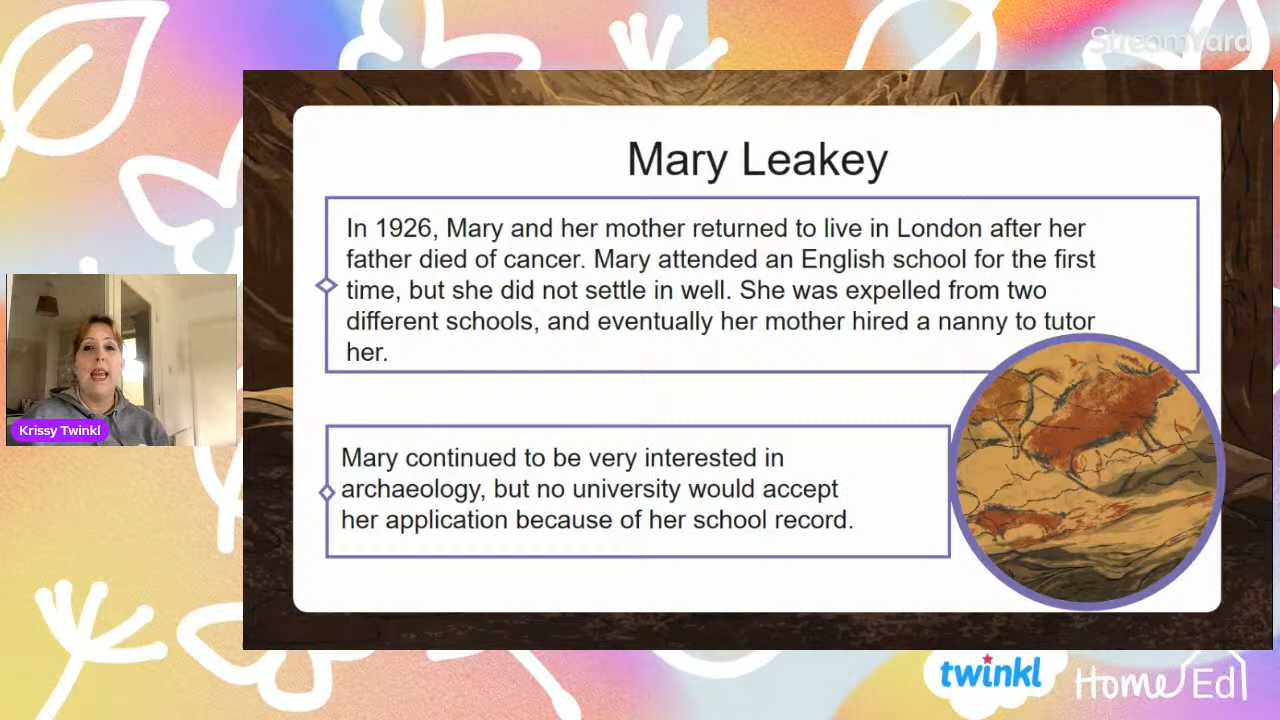 StreamYard
Mary Leakey
In 1926, Mary and her mother returned to live in London after her
father died of cancer. Mary attended an English school for the first
time, but she did not settle in well. She was expelled from two
different schools, and eventually her mother hired a nanny to tutor
her.
Mary continued to be very interested in
archaeology, but no university would accept
her application because of her school record.
Krissy Twinkl
twinkl
Home Ed